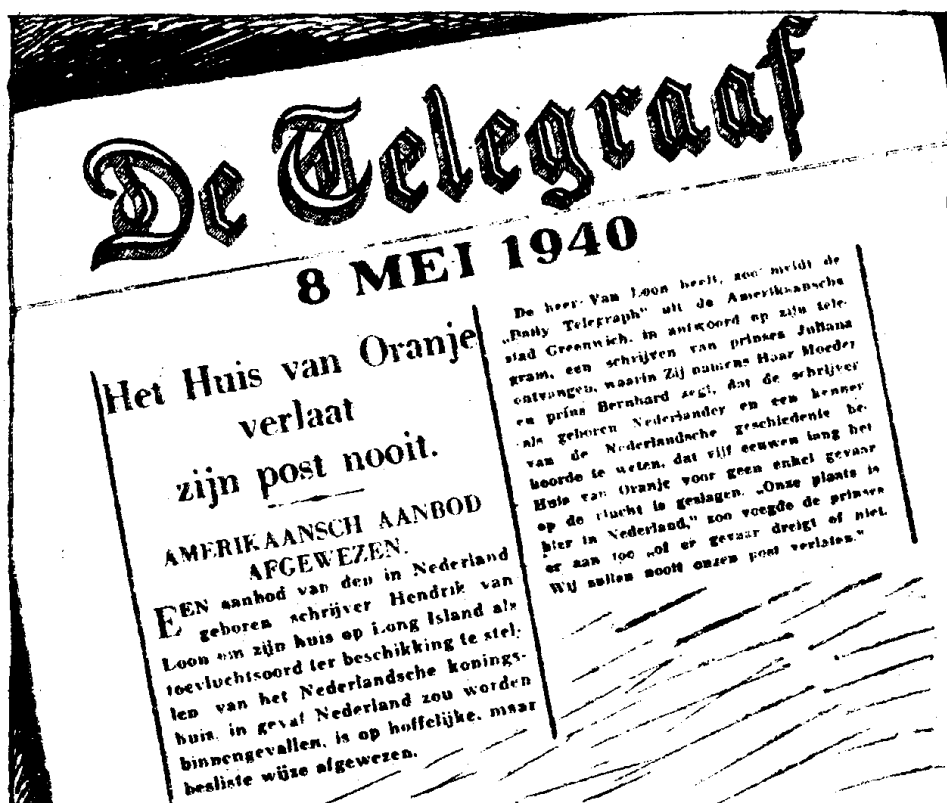 De Telegraaf
8 MEI 1940
Het Huis van Oranje
verlaat
zijn post nooit.
AMERIKAANSCH AANBOD
AFGEWEZEN.
EEN aanbod van den in Nederland
geboren schrijver Hendrik van
Loon om zijn huis op Long Island als
toevluchtsoord ter beschikking te stel-
len van het Nederlandsche konings-
huis, in geval Nederland zou worden
binnengevallen, is op hoffelijke, maar
besliste wijze afgewezen.
De heer Van Loon heeft, zoo meldt de
„Daily Telegraph" uit de Amerikaansche
stad Greenwich, in antwoord op zijn tele-
gram, een schrijven van prinses Juliana
ontvangen, waarin Zij namens Haar Moeder
en prins Bernhard zegt, dat de schrijver
als geboren Nederlander en een kenner
van de Nederlandsche geschiedenis be-
hoorde te weten, dat vijf eeuwen lang het
Huis van Oranje voor geen enkel gevaar
op de vlucht is geslagen. „Onze plaats is
hier in Nederland," zoo voegde de prinses
er aan toe „of er gevaar dreigt of niet.
Wij zullen nooit onzen post verlaten."